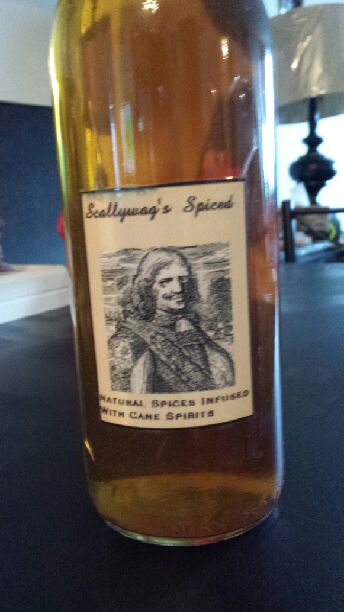 Scallywag's Spiced
NATURAL SPICES INFUSED
WITH CANE SPIRITS